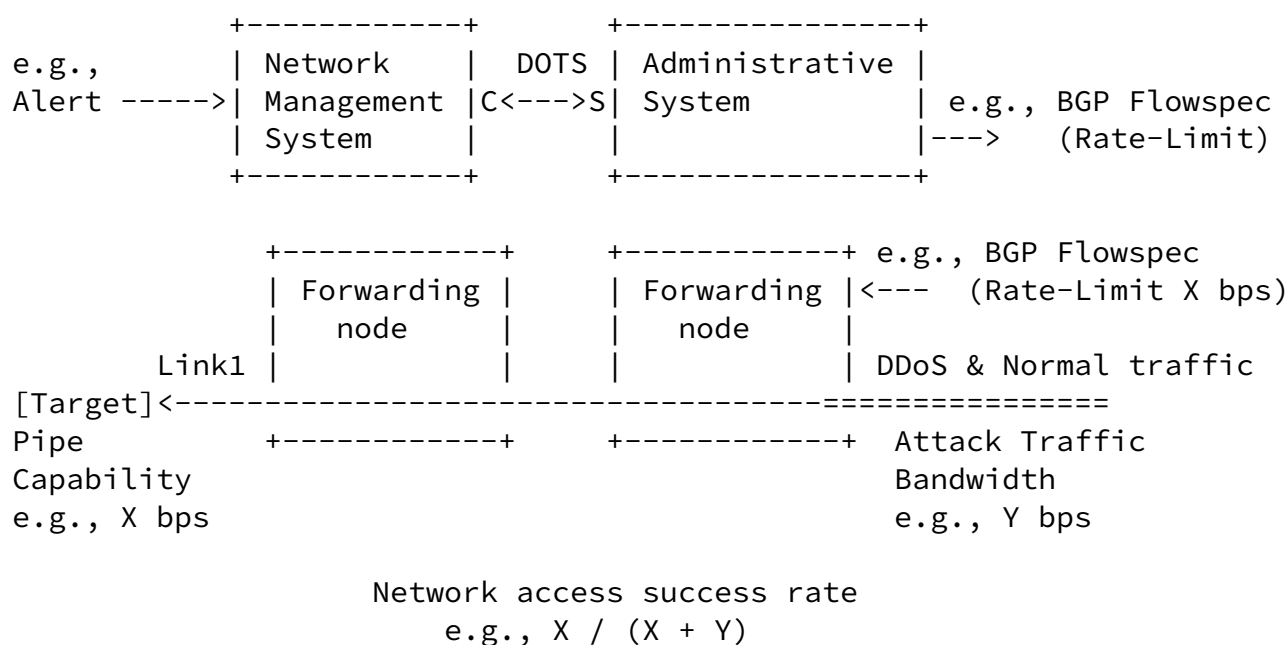 +------------+        +----------------+
e.g.,       | Network    |  DOTS | Administrative |
Alert ----->| Management |C<--->S| System         | e.g., BGP Flowspec
            | System     |       |                |--->  (Rate-Limit)
            +------------+        +----------------+

              +------------+      +------------+ e.g., BGP Flowspec
              | Forwarding |      | Forwarding |<---  (Rate-Limit X bps)
              |   node     |      |   node     |
        Link1 |            |      |            | DDoS & Normal traffic
[Target]<------------------------------------================
Pipe          +------------+      +------------+  Attack Traffic
Capability                                        Bandwidth
e.g., X bps                                       e.g., Y bps

                    Network access success rate
                        e.g., X / (X + Y)